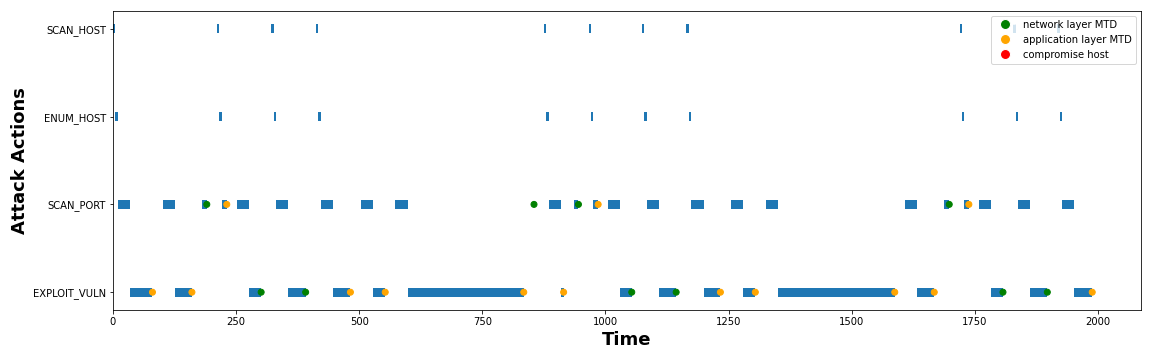 SCAN_HOST
network layer MTD
application layer MTD
compromise host
ENUM_HOST
SCAN_PORT
EXPLOIT_VULN
Attack Actions
0 250 500 750 1000 1250 1500 1750 2000
Time